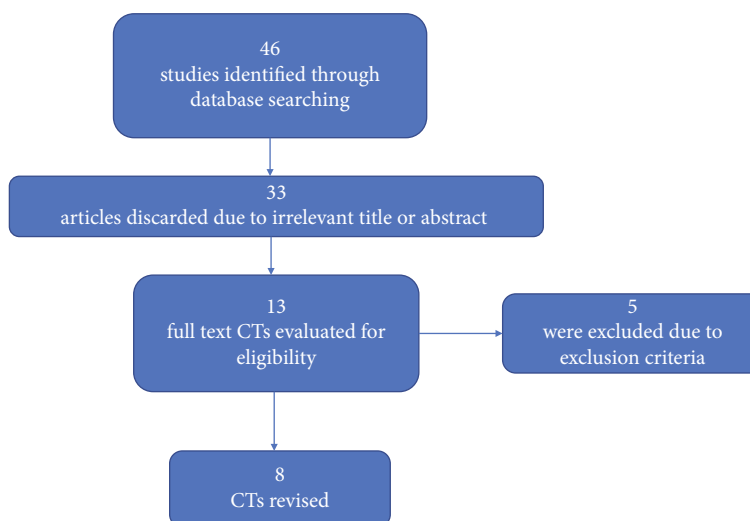 46
studies identified through
database searching
33
articles discarded due to irrelevant title or abstract
13
full text CTs evaluated for
eligibility
5
were excluded due to
exclusion criteria
8
CTs revised